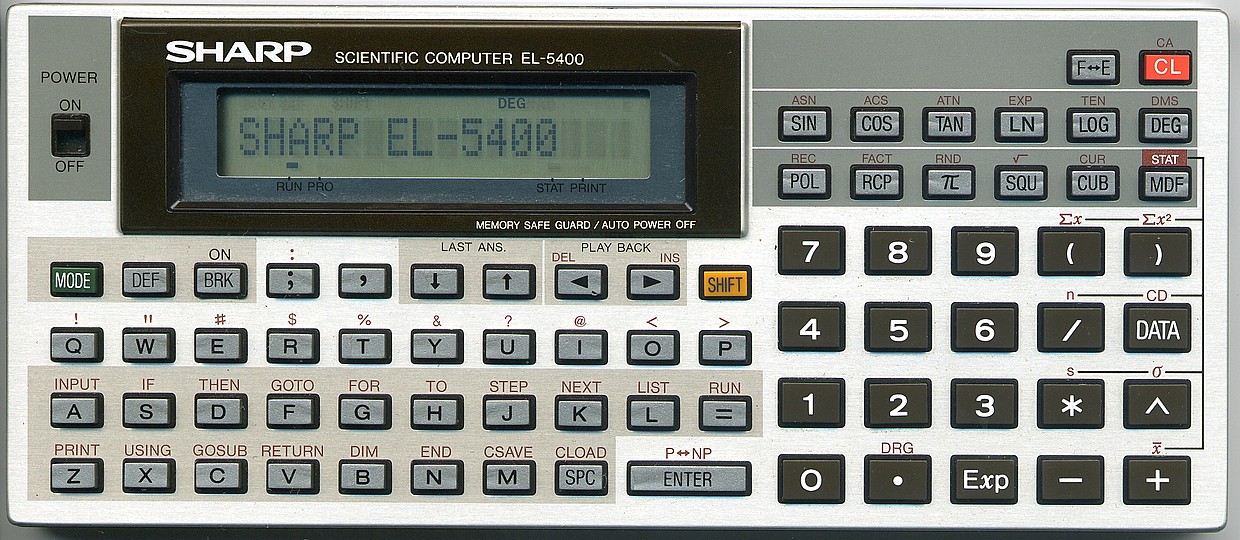 SHARP SCIENTIFIC COMPUTER EL-5400
POWER
ON
OFF
DEG
SHARP EL-5400
RUN PRO STAT PRINT
MEMORY SAFE GUARD / AUTO POWER OFF
CA
F↔E CL
ASN ACS ATN EXP TEN DMS
SIN COS TAN LN LOG DEG
REC FACT RND √ CUR STAT
POL RCP π SQU CUB MDF
ON : LAST ANS. PLAY BACK
DEL INS
MODE DEF BRK ; , ↓ ↑ ◄ ► SHIFT
Σx Σx²
7 8 9 ( )
! " # $ % & ? @ < >
Q W E R T Y U I O P
n CD
4 5 6 / DATA
INPUT IF THEN GOTO FOR TO STEP NEXT LIST RUN
A S D F G H J K L =
s σ
1 2 3 * ^
PRINT USING GOSUB RETURN DIM END CSAVE CLOAD P↔NP
Z X C V B N M SPC ENTER
DRG x̄
0 • Exp − +